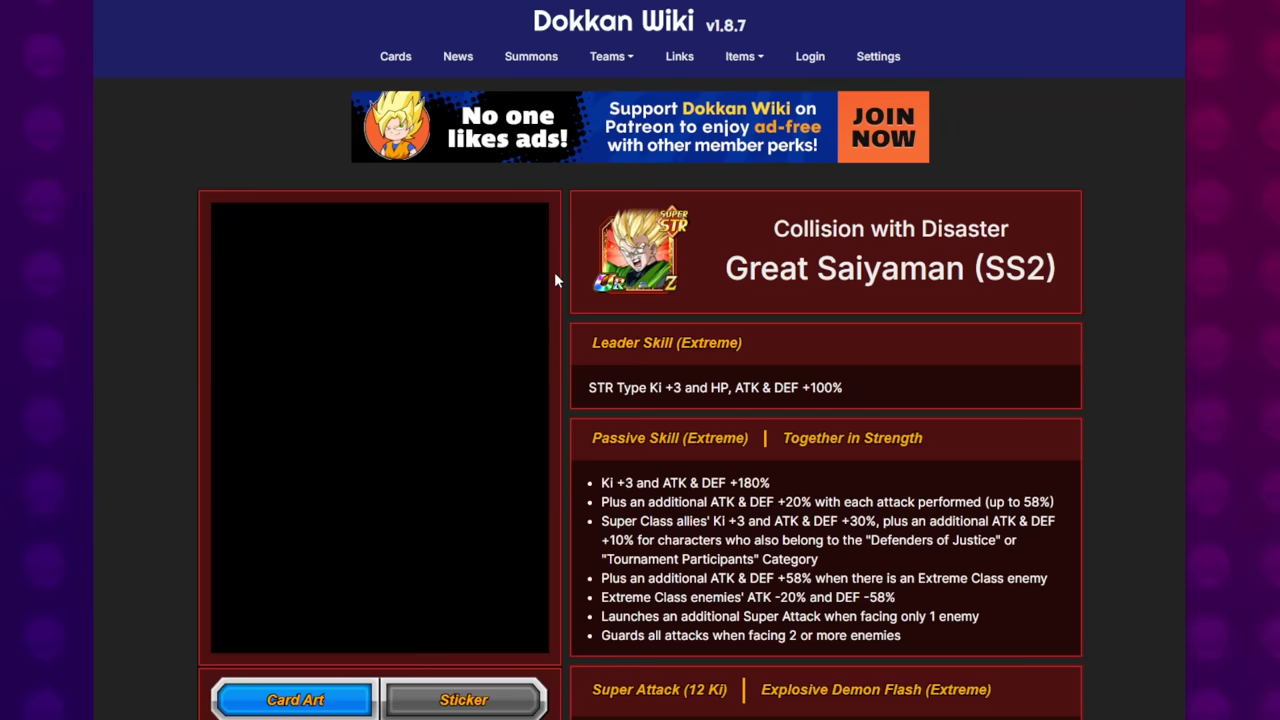 Dokkan Wiki v1.8.7
Cards News Summons Teams Links Items Login Settings
No one
likes ads!
Support Dokkan Wiki on
Patreon to enjoy ad-free
with other member perks!
JOIN
NOW
SUPER
STR
UR
Z
Collision with Disaster
Great Saiyaman (SS2)
Leader Skill (Extreme)
STR Type Ki +3 and HP, ATK & DEF +100%
Passive Skill (Extreme) | Together in Strength
• Ki +3 and ATK & DEF +180%
• Plus an additional ATK & DEF +20% with each attack performed (up to 58%)
• Super Class allies' Ki +3 and ATK & DEF +30%, plus an additional ATK & DEF
+10% for characters who also belong to the "Defenders of Justice" or
"Tournament Participants" Category
• Plus an additional ATK & DEF +58% when there is an Extreme Class enemy
• Extreme Class enemies' ATK -20% and DEF -58%
• Launches an additional Super Attack when facing only 1 enemy
• Guards all attacks when facing 2 or more enemies
Super Attack (12 Ki) | Explosive Demon Flash (Extreme)
Card Art Sticker